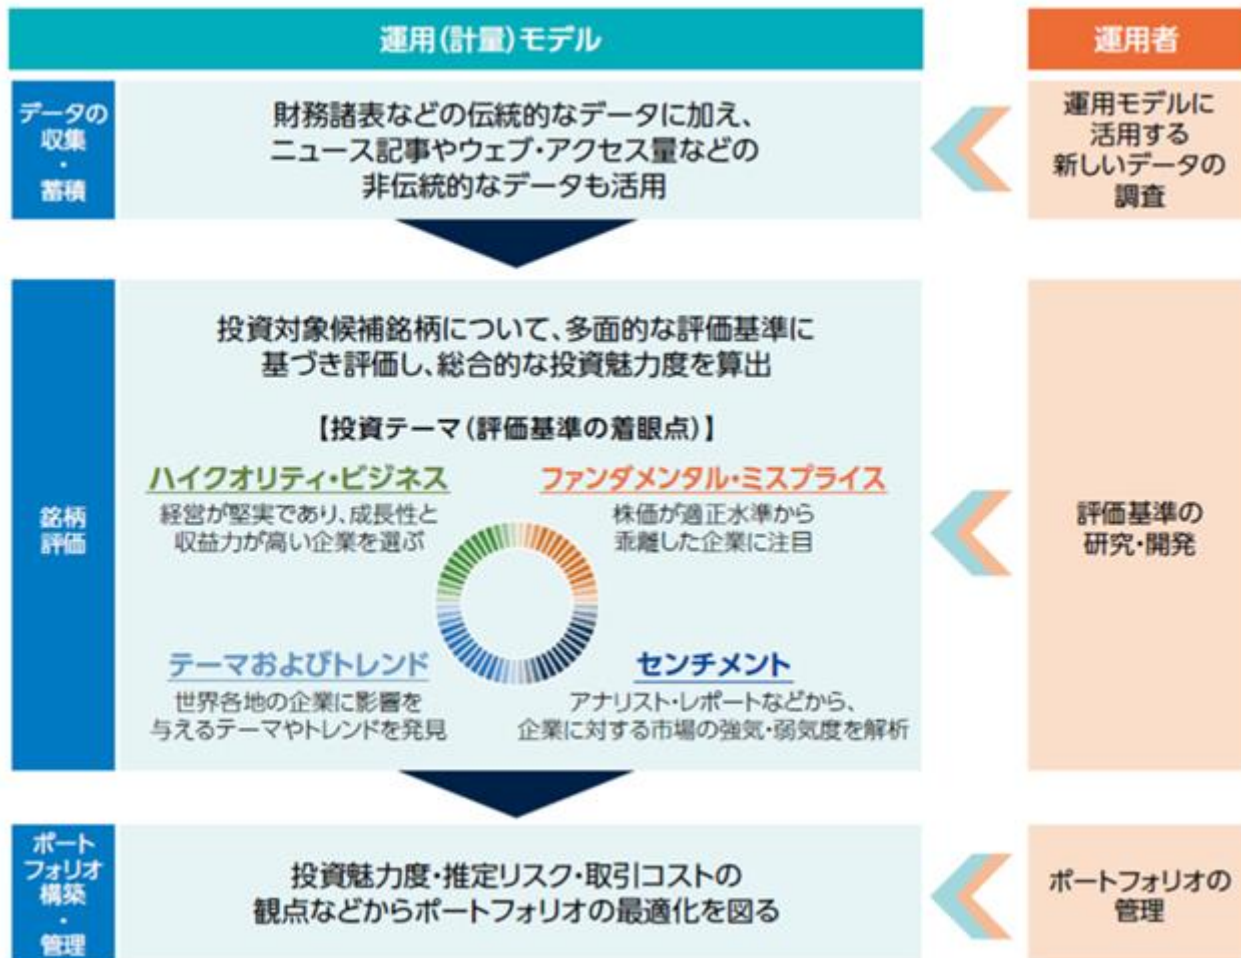 運用(計量)モデル
運用者
データの
収集
・
蓄積
財務諸表などの伝統的なデータに加え、
ニュース記事やウェブ・アクセス量などの
非伝統的なデータも活用
運用モデルに
活用する
新しいデータの
調査
銘柄
評価
投資対象候補銘柄について、多面的な評価基準に
基づき評価し、総合的な投資魅力度を算出
【投資テーマ(評価基準の着眼点)】
ハイクオリティ・ビジネス
経営が堅実であり、成長性と
収益力が高い企業を選ぶ
ファンダメンタル・ミスプライス
株価が適正水準から
乖離した企業に注目
テーマおよびトレンド
世界各地の企業に影響を
与えるテーマやトレンドを発見
センチメント
アナリスト・レポートなどから、
企業に対する市場の強気・弱気度を解析
評価基準の
研究・開発
ポート
フォリオ
構築
・
管理
投資魅力度・推定リスク・取引コストの
観点などからポートフォリオの最適化を図る
ポートフォリオの
管理